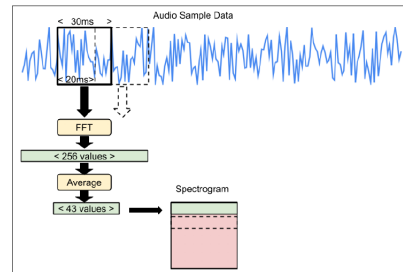 Audio Sample Data
< 30ms >
< 20ms>
FFT
< 256 values >
Average
< 43 values >
Spectrogram